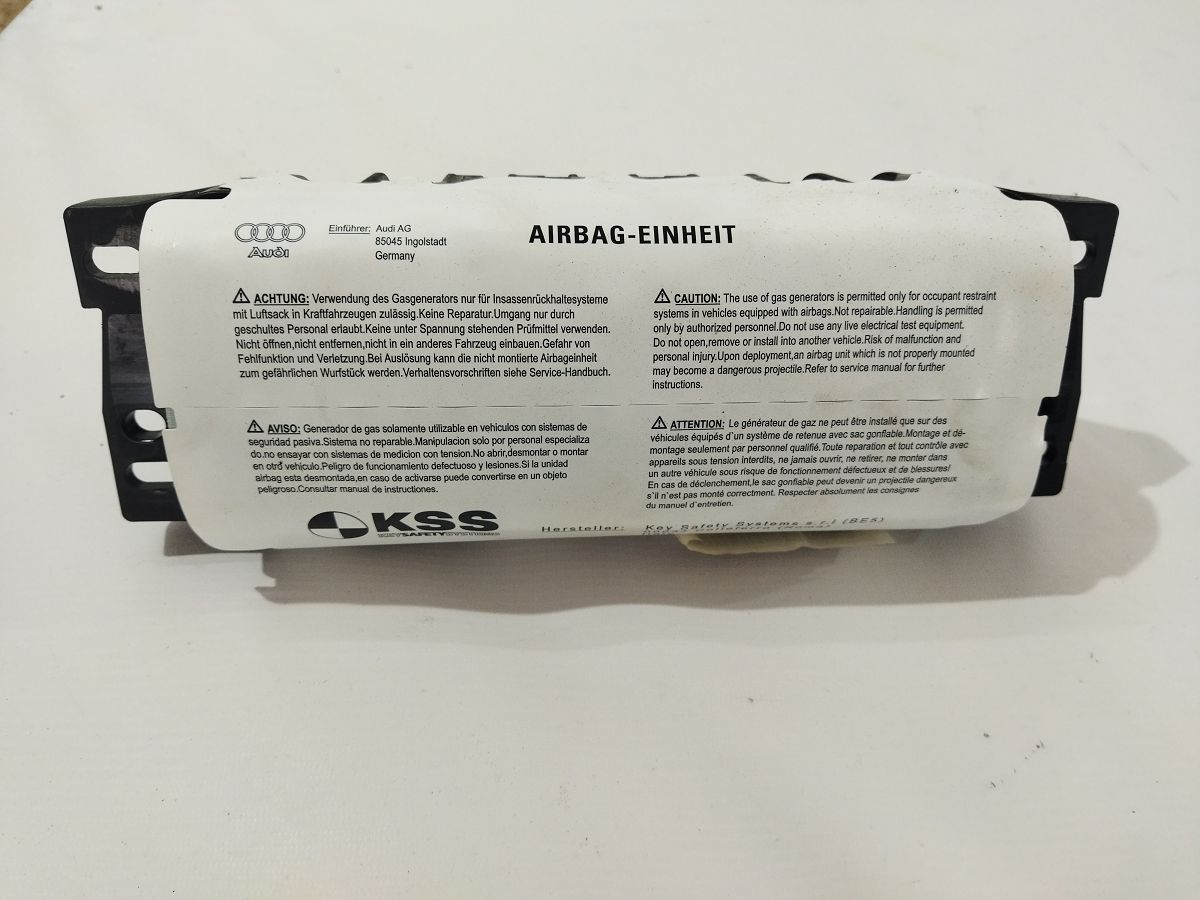 Audi
Einführer: Audi AG
85045 Ingolstadt
Germany
AIRBAG-EINHEIT
ACHTUNG: Verwendung des Gasgenerators nur für Insassenrückhaltesysteme
mit Luftsack in Kraftfahrzeugen zulässig.Keine Reparatur.Umgang nur durch
geschultes Personal erlaubt.Keine unter Spannung stehenden Prüfmittel verwenden.
Nicht öffnen,nicht entfernen,nicht in ein anderes Fahrzeug einbauen.Gefahr von
Fehlfunktion und Verletzung.Bei Auslösung kann die nicht montierte Airbageinheit
zum gefährlichen Wurfstück werden.Verhaltensvorschriften siehe Service-Handbuch.
CAUTION: The use of gas generators is permitted only for occupant restraint
systems in vehicles equipped with airbags.Not repairable.Handling is permitted
only by authorized personnel.Do not use any live electrical test equipment.
Do not open,remove or install into another vehicle.Risk of malfunction and
personal injury.Upon deployment,an airbag unit which is not properly mounted
may become a dangerous projectile.Refer to service manual for further
instructions.
AVISO: Generador de gas solamente utilizable en vehiculos con sistemas de
seguridad pasiva.Sistema no reparable.Manipulacion solo por personal especializa
do.no ensayar con sistemas de medicion con tension.No abrir,desmontar o montar
en otro vehiculo.Peligro de funcionamiento defectuoso y lesiones.Si la unidad
airbag esta desmontada,en caso de activarse puede convertirse en un objeto
peligroso.Consultar manual de instrucciones.
ATTENTION: Le générateur de gaz ne peut être installé que sur des
véhicules équipés d`un système de retenue avec sac gonflable.Montage et dé-
montage seulement par personnel qualifié.Toute reparation et tout contrôle avec
appareils sous tension interdits, ne jamais ouvrir, ne retirer, ne monter dans
un autre véhicule sous risque de fonctionnement défectueux et de blessures!
En cas de déclenchement,le sac gonflable peut devenir un projectile dangereux
s`il n`est pas monté correctment. Respecter absolument les consignes
du manuel d`entretien.
KSS
KEYSAFETYSYSTEMS
Hersteller: Key Safety Systems s.r.l (BE5)